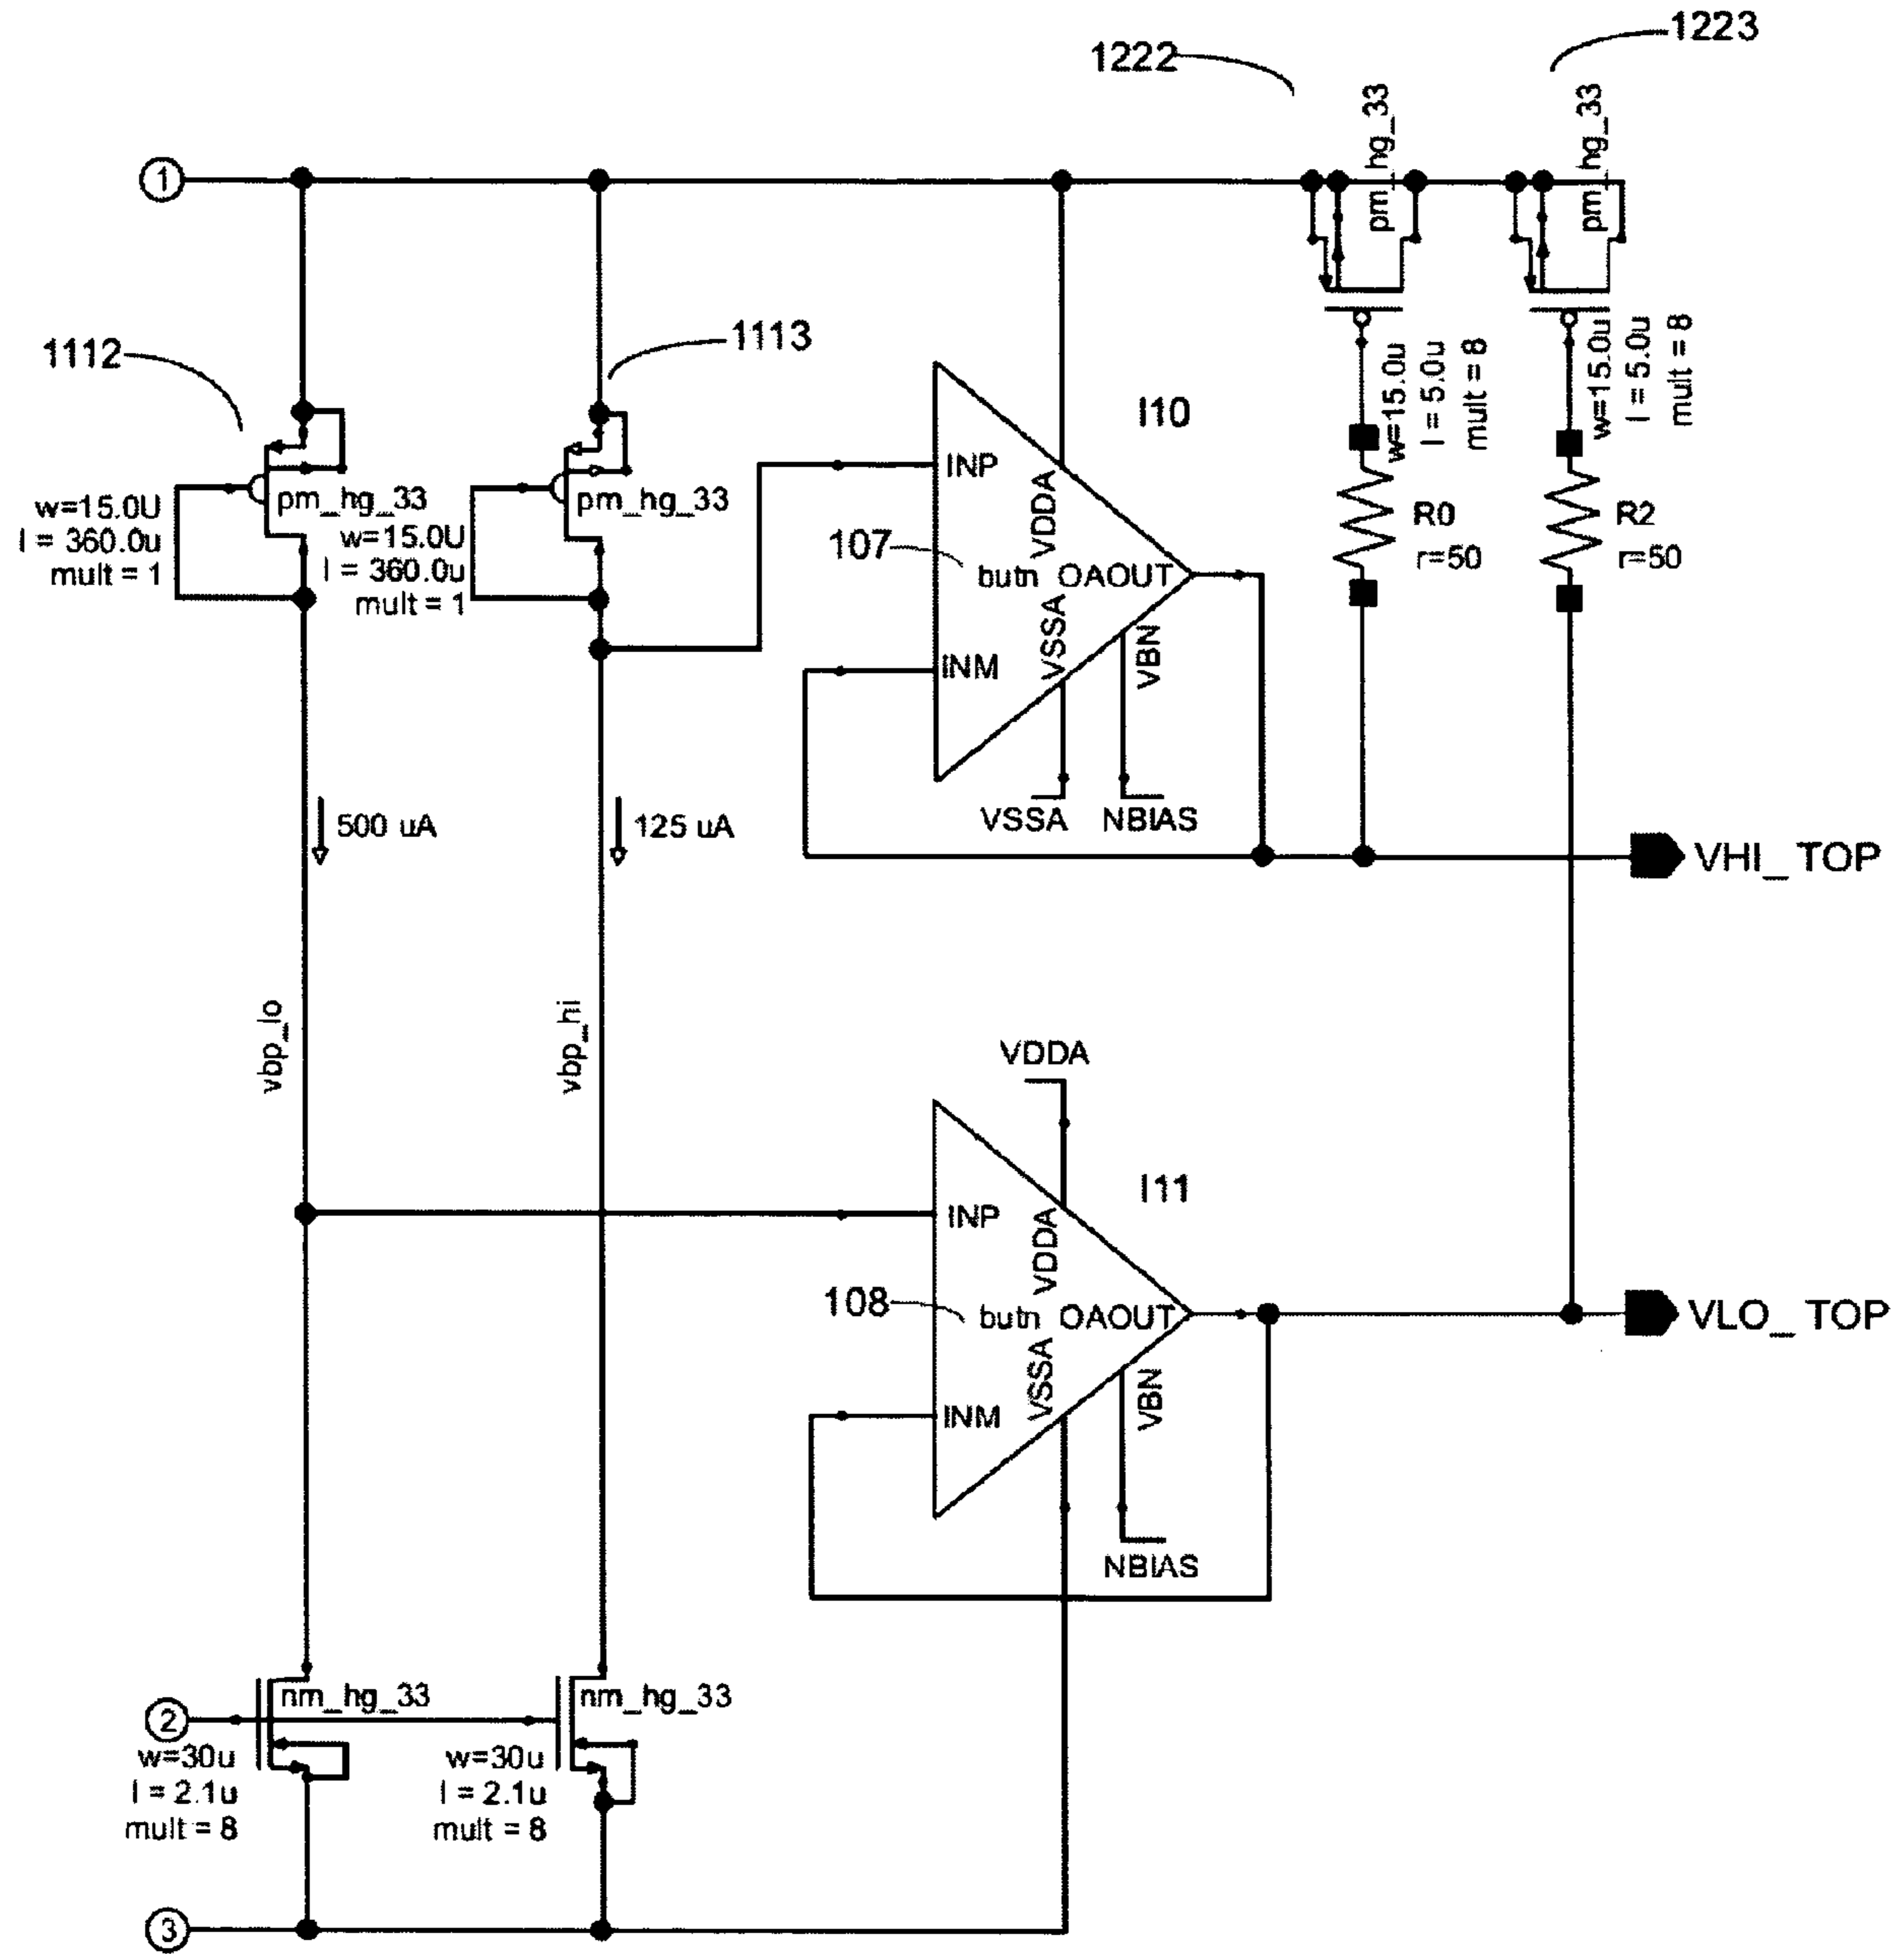 1223
1222
pm_hg_33
pm_hg_33
1
1112
1113
w=15.0u
l = 5.0u
mult = 8
w=15.0u
l = 5.0u
mult = 8
I10
INP
VDDA
pm_hg_33
w=15.0U
l = 360.0u
mult = 1
pm_hg_33
w=15.0U
l = 360.0u
mult = 1
107
butn OAOUT
R0
r=50
R2
r=50
INM
VSSA
VBN
500 uA
125 uA
VSSA
NBIAS
VHI_TOP
vbp_lo
vbp_hi
VDDA
I11
INP
VDDA
108
butn OAOUT
VLO_TOP
INM
VSSA
VBN
NBIAS
nm_hg_33
nm_hg_33
2
w=30u
l = 2.1u
mult = 8
w=30u
l = 2.1u
mult = 8
3